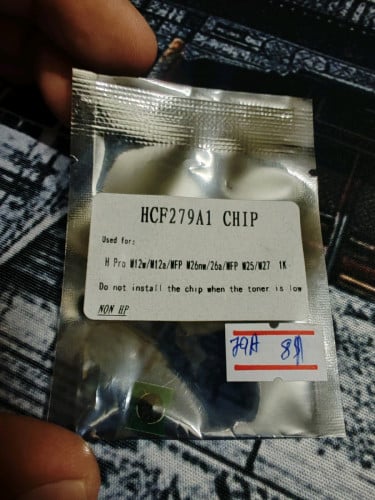 HCF279A1 CHIP
Used for:
H Pro M12w/M12a/MFP M26nw/26a/MFP M25/M27 1K
Do not install the chip when the toner is low
NON HP
79A 8$